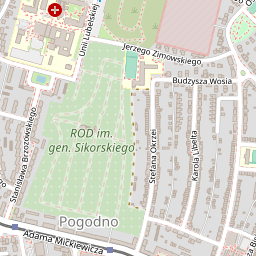 Unii Lubelskiej
Jerzego Zimowskiego
Budzysza Wosia
Stanisława Brzozowskiego
ROD im.
gen. Sikorskiego
Stefana Okrzei
Karola Libelta
Pogodno
Adama Mickiewicza